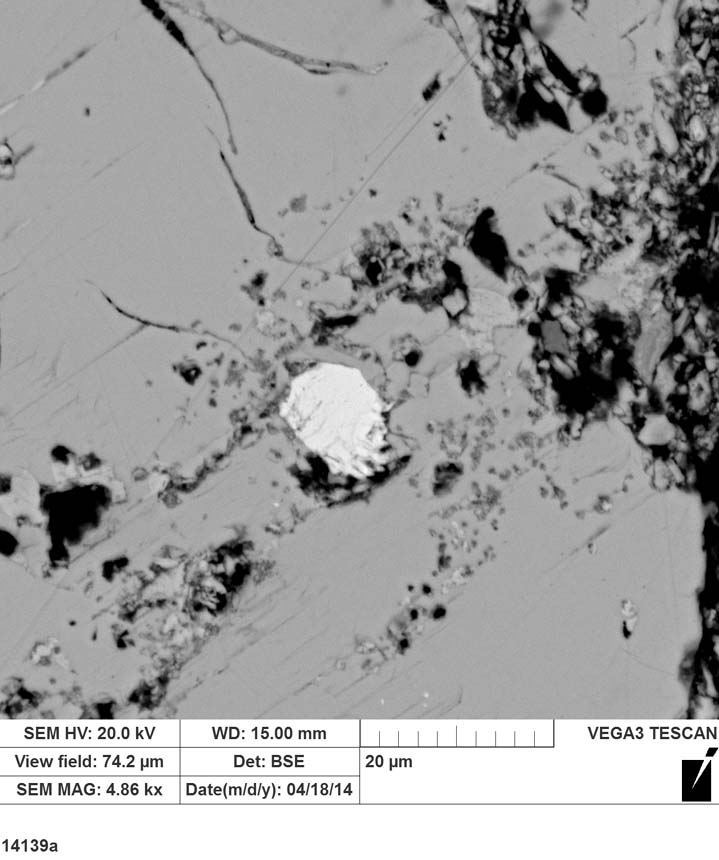 SEM HV: 20.0 kV
WD: 15.00 mm
VEGA3 TESCAN
View field: 74.2 µm
Det: BSE
20 µm
SEM MAG: 4.86 kx
Date(m/d/y): 04/18/14
14139a